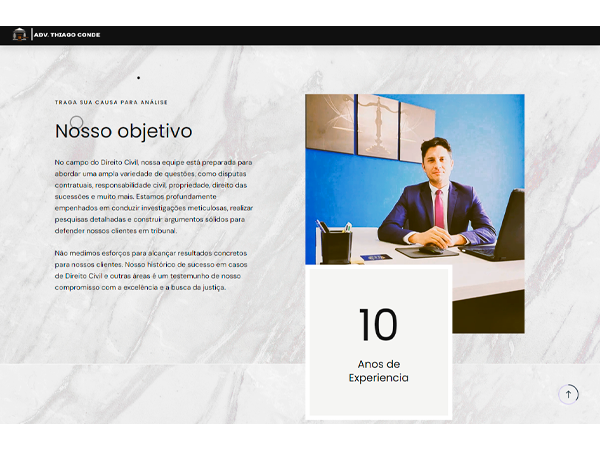 ADV. THIAGO CONDE
TRAGA SUA CAUSA PARA ANÁLISE
Nosso objetivo
No campo do Direito Civil, nossa equipe está preparada para
abordar uma ampla variedade de questões, como disputas
contratuais, responsabilidade civil, propriedade, direito das
sucessões e muito mais. Estamos profundamente
empenhados em conduzir investigações meticulosas, realizar
pesquisas detalhadas e construir argumentos sólidos para
defender nossos clientes em tribunal.
Não medimos esforços para alcançar resultados concretos
para nossos clientes. Nosso histórico de sucesso em casos
de Direito Civil e outras áreas é um testemunho de nosso
compromisso com a excelência e a busca da justiça.
10
Anos de
Experiencia